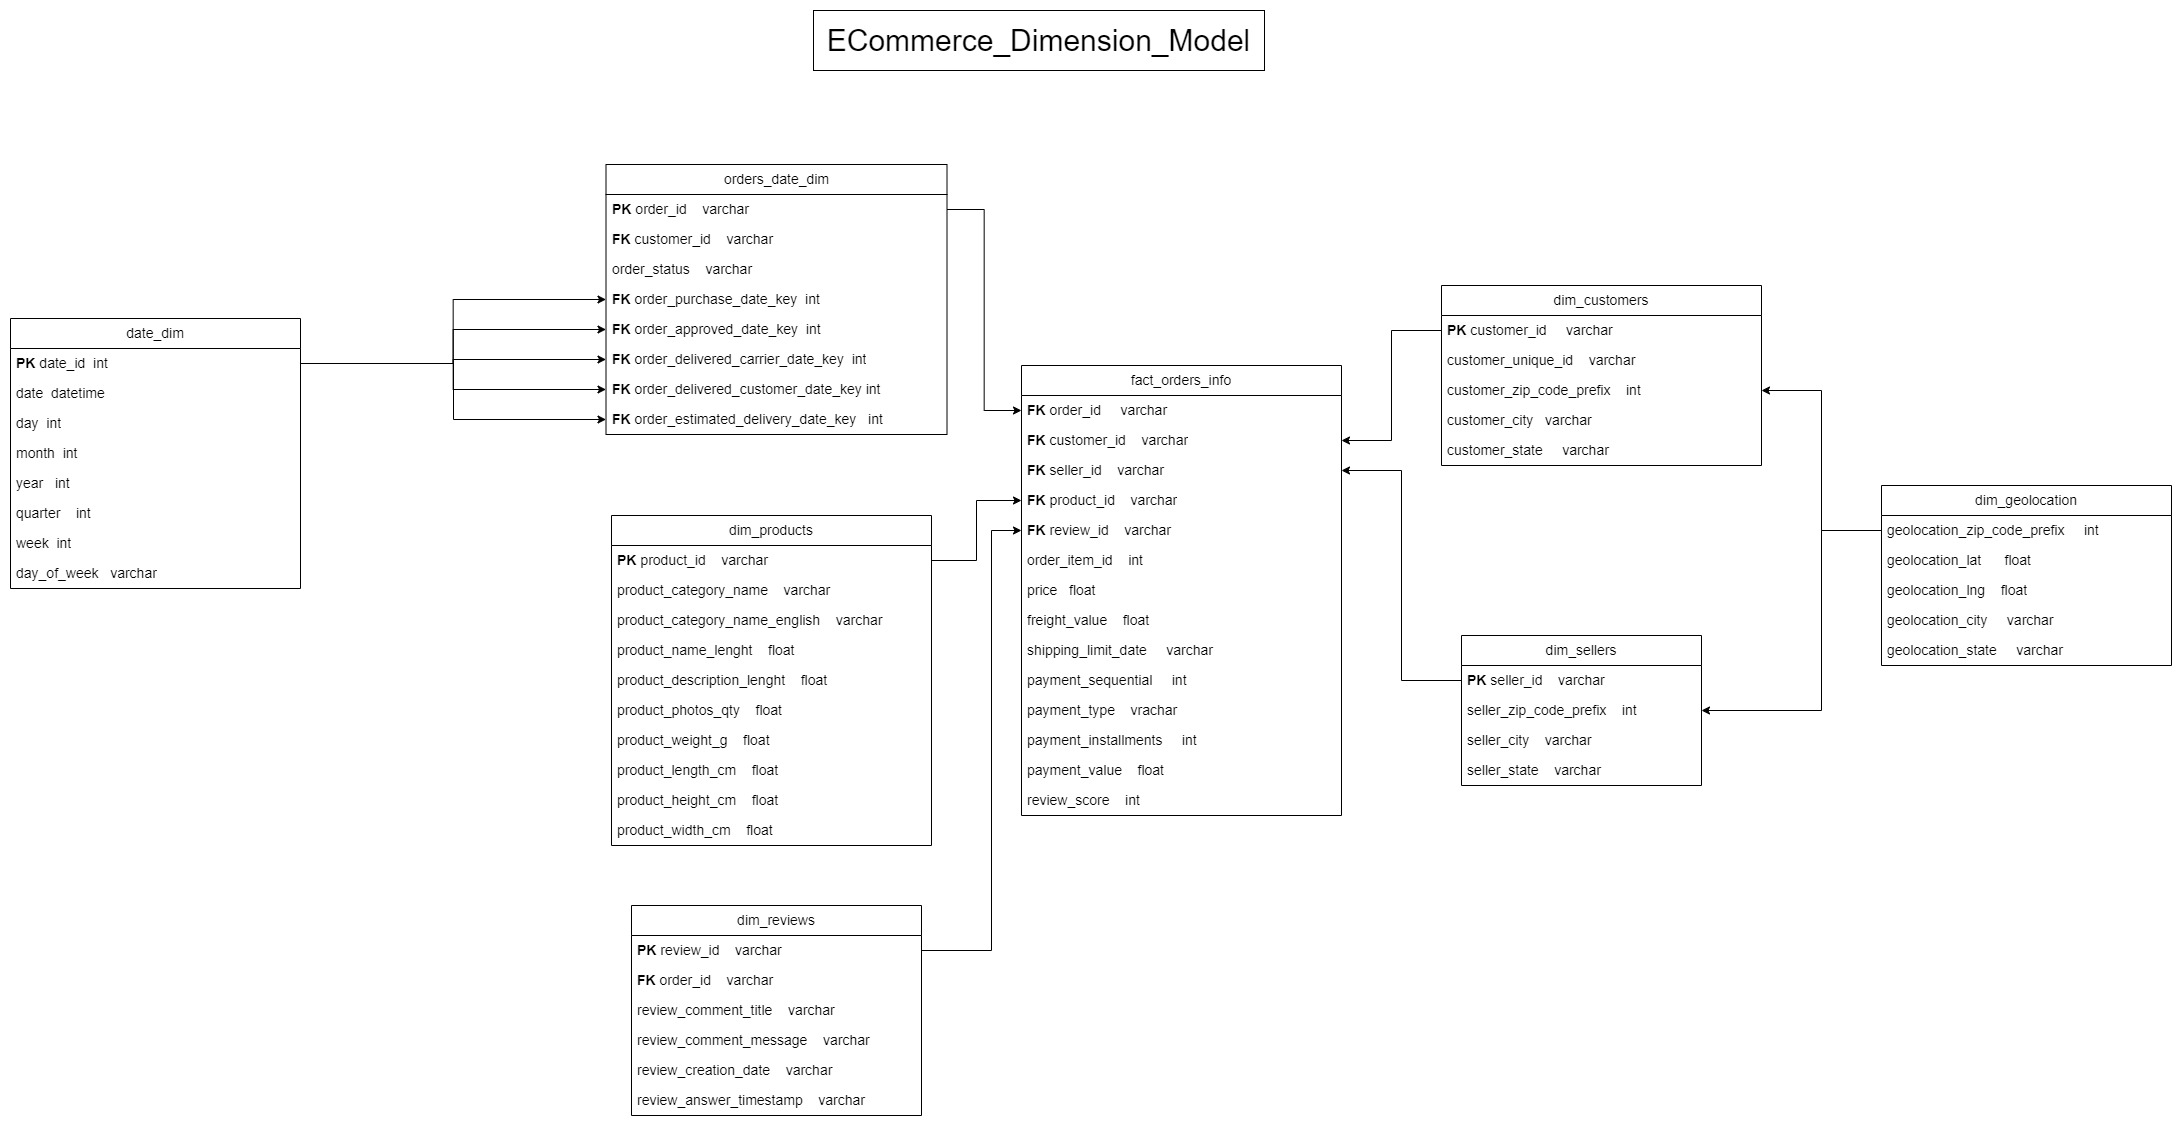 ECommerce_Dimension_Model
orders_date_dim
PK order_id varchar
FK customer_id varchar
order_status varchar
FK order_purchase_date_key int
FK order_approved_date_key int
FK order_delivered_carrier_date_key int
FK order_delivered_customer_date_key int
FK order_estimated_delivery_date_key int
date_dim
PK date_id int
date datetime
day int
month int
year int
quarter int
week int
day_of_week varchar
dim_products
PK product_id varchar
product_category_name varchar
product_category_name_english varchar
product_name_lenght float
product_description_lenght float
product_photos_qty float
product_weight_g float
product_length_cm float
product_height_cm float
product_width_cm float
dim_reviews
PK review_id varchar
FK order_id varchar
review_comment_title varchar
review_comment_message varchar
review_creation_date varchar
review_answer_timestamp varchar
fact_orders_info
FK order_id varchar
FK customer_id varchar
FK seller_id varchar
FK product_id varchar
FK review_id varchar
order_item_id int
price float
freight_value float
shipping_limit_date varchar
payment_sequential int
payment_type vrachar
payment_installments int
payment_value float
review_score int
dim_customers
PK customer_id varchar
customer_unique_id varchar
customer_zip_code_prefix int
customer_city varchar
customer_state varchar
dim_sellers
PK seller_id varchar
seller_zip_code_prefix int
seller_city varchar
seller_state varchar
dim_geolocation
geolocation_zip_code_prefix int
geolocation_lat float
geolocation_lng float
geolocation_city varchar
geolocation_state varchar